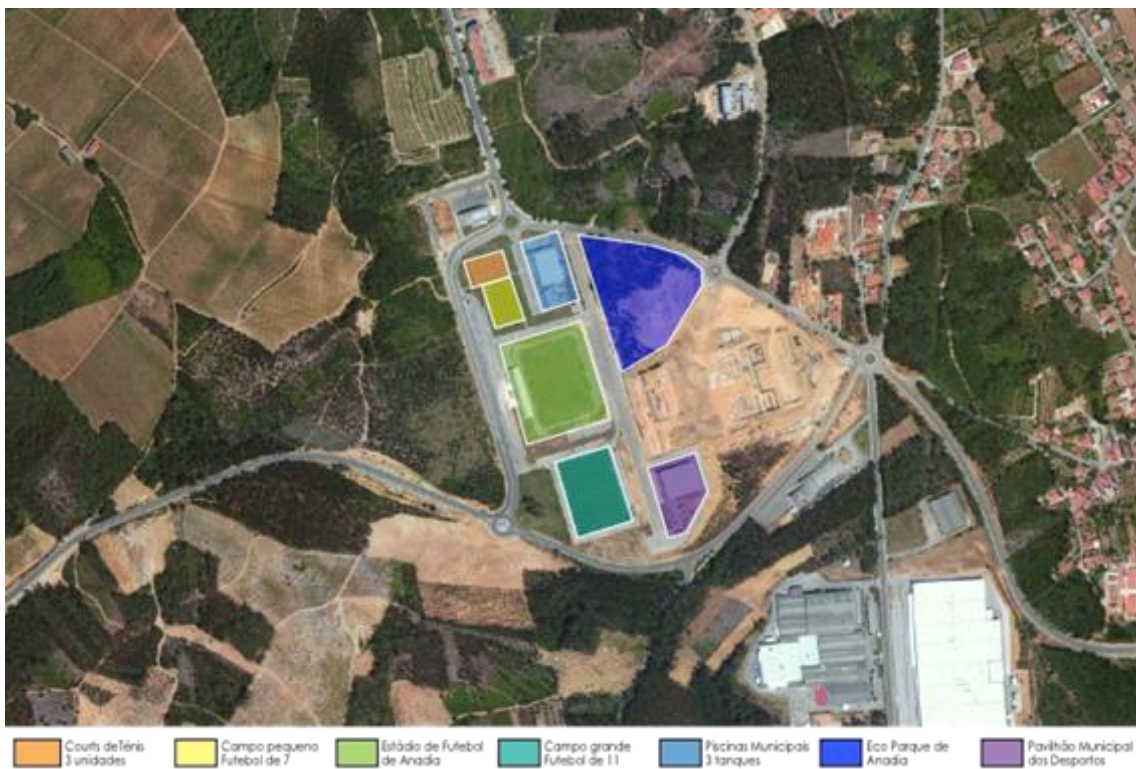 Courts deTénis
3 unidades
Campo pequeno
Futebol de 7
Estádio de Futebol
de Anadia
Campo grande
Futebol de 11
Piscinas Municipais
3 tanques
Eco Parque de
Anadia
Pavilhão Municipal
dos Desportos